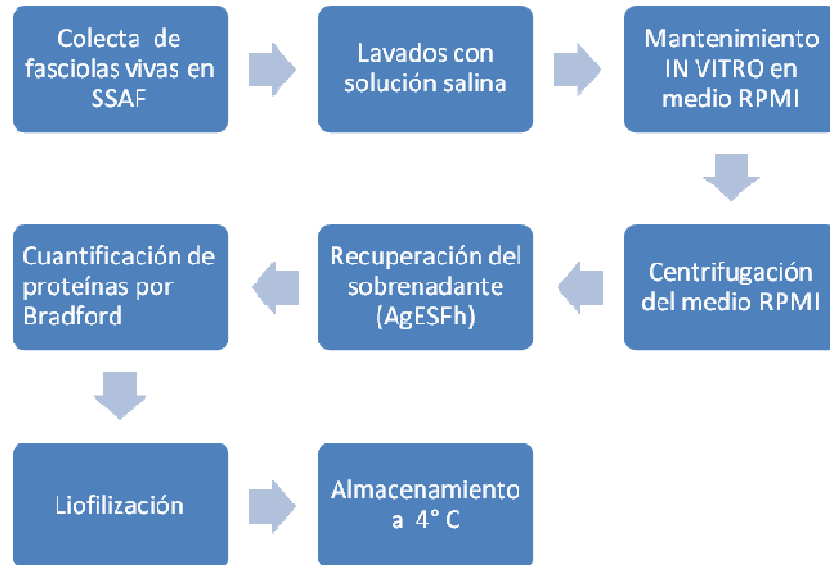 Colecta de
fasciolas vivas en
SSAF
Lavados con
solución salina
Mantenimiento
IN VITRO en
medio RPMI
Centrifugación
del medio RPMI
Recuperación del
sobrenadante
(AgESFh)
Cuantificación de
proteínas por
Bradford
Liofilización
Almacenamiento
a 4° C